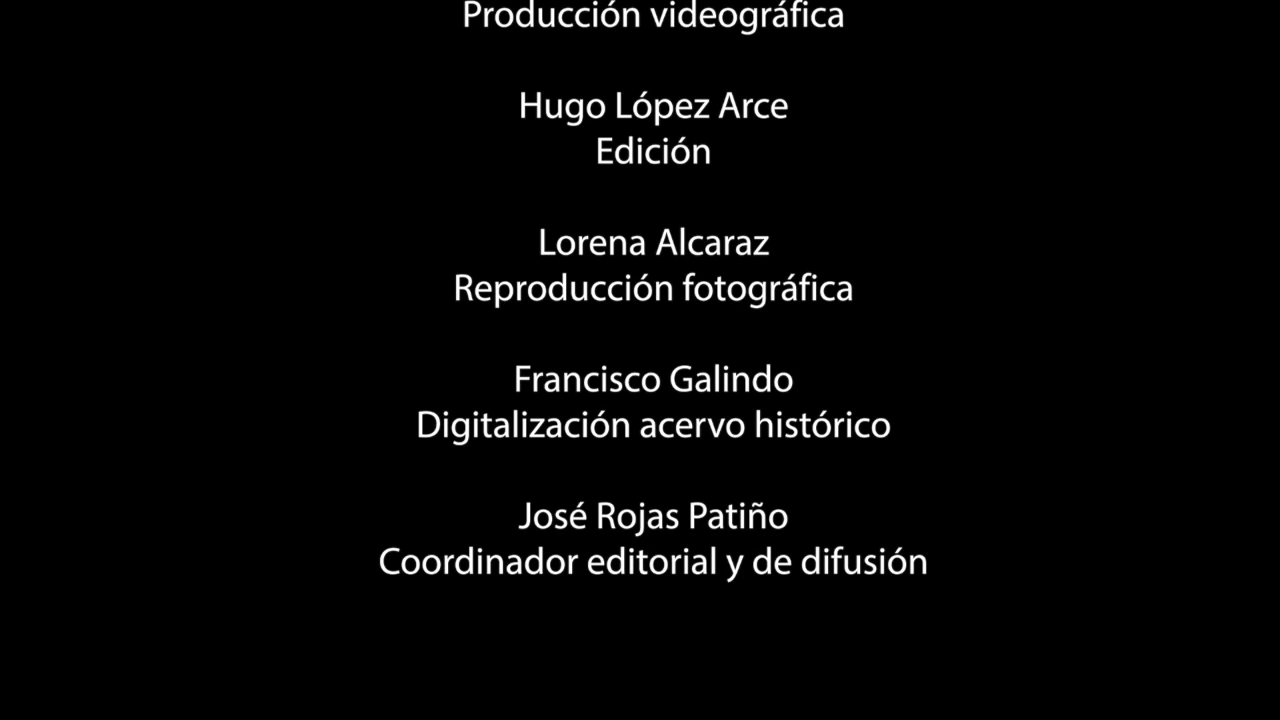 Producción videográfica
Hugo López Arce
Edición
Lorena Alcaraz
Reproducción fotográfica
Francisco Galindo
Digitalización acervo histórico
José Rojas Patiño
Coordinador editorial y de difusión